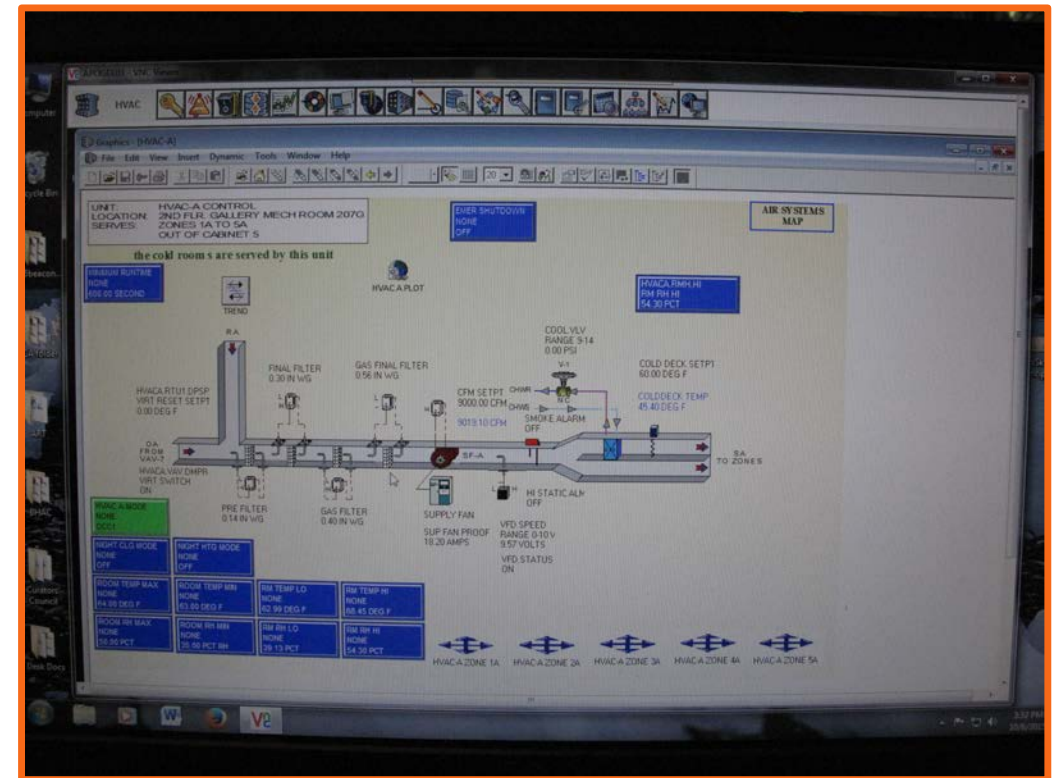 HVAC
Graphics - [HVAC-A]
File Edit View Insert Dynamic Tools Window Help
20
UNIT: HVAC-A CONTROL
LOCATION: 2ND FLR. GALLERY MECH ROOM 207G
SERVES: ZONES 1A TO 5A
OUT OF CABINET 5
the cold rooms are served by this unit
EMER SHUTDOWN
NONE
OFF
AIR SYSTEMS
MAP
MINIMUM RUNTIME
NONE
600.00 SECOND
TREND
HVAC A PLOT
HVACA.RMH.HI
RM RH HI
54.30 PCT
RA
FINAL FILTER
0.30 IN WG
GAS FINAL FILTER
0.56 IN WG
COOL VLV
RANGE 9-14
0.00 PSI
V-1
NC
COLD DECK SETPT
60.00 DEG F
COLDDECK TEMP
45.40 DEG F
HVACA.RTU1.DPSP
VIRT RESET SETPT
0.00 DEG F
CFM SETPT
9000.00 CFM
9019.10 CFM
CHWR
CHWS
SMOKE ALARM
OFF
OA
FROM
VAV-7
HVACA.VAV.DMPR
VIRT SWITCH
ON
SF-A
SA
TO ZONES
PRE FILTER
0.14 IN WG
GAS FILTER
0.40 IN WG
SUPPLY FAN
SUP FAN PROOF
18.20 AMPS
HI STATIC ALM
OFF
VFD SPEED
RANGE 0-10 V
9.57 VOLTS
VFD.STATUS
ON
HVAC A MODE
NONE
OCC1
NIGHT CLG MODE
NONE
OFF
NIGHT HTG MODE
NONE
OFF
ROOM TEMP MAX
NONE
64.00 DEG F
ROOM TEMP MIN
NONE
63.00 DEG F
RM TEMP LO
NONE
62.99 DEG F
RM TEMP HI
NONE
68.45 DEG F
ROOM RH MAX
NONE
ROOM RH MIN
NONE
RM RH LO
NONE
39.13 PCT
RM RH HI
NONE
54.30 PCT
HVAC-A ZONE 1A
HVAC-A ZONE 2A
HVAC-A ZONE 3A
HVAC-A ZONE 4A
HVAC-A ZONE 5A
Curators
Council
Desk Docs
3:32 PM